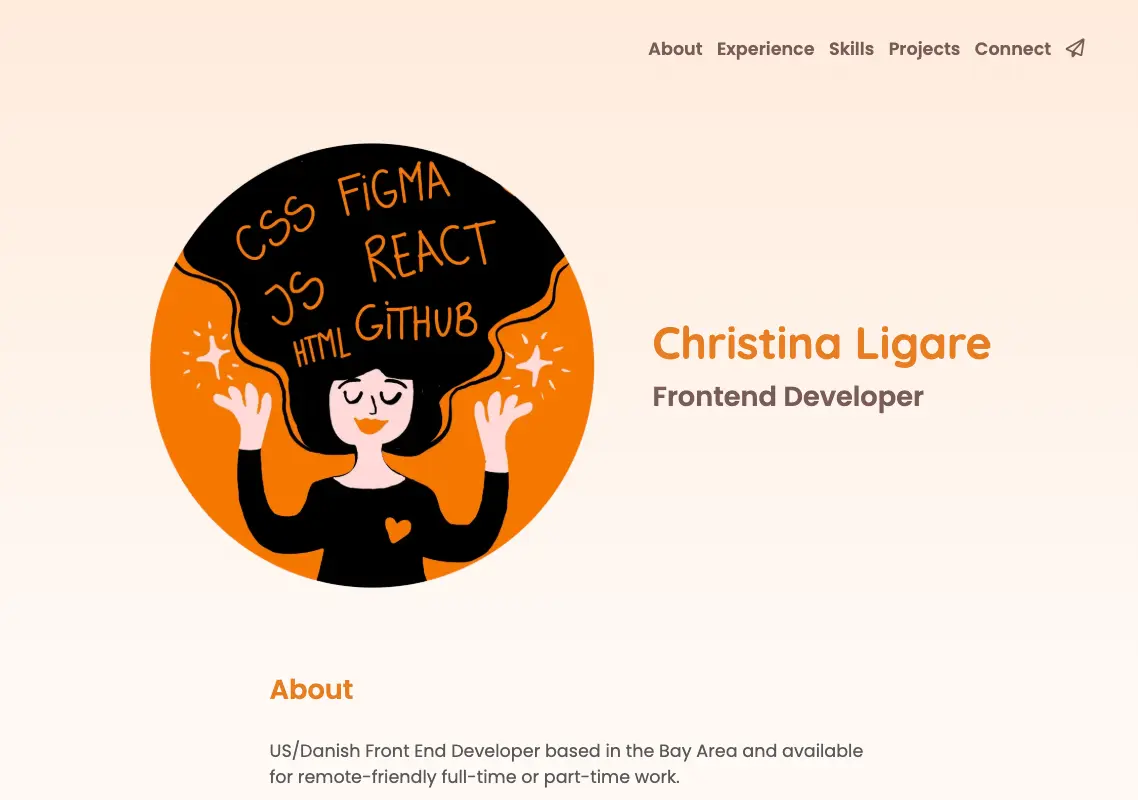 About Experience Skills Projects Connect
CSS FiGMA
JS REACT
HTML GiTHUB
Christina Ligare
Frontend Developer
About
US/Danish Front End Developer based in the Bay Area and available
for remote-friendly full-time or part-time work.